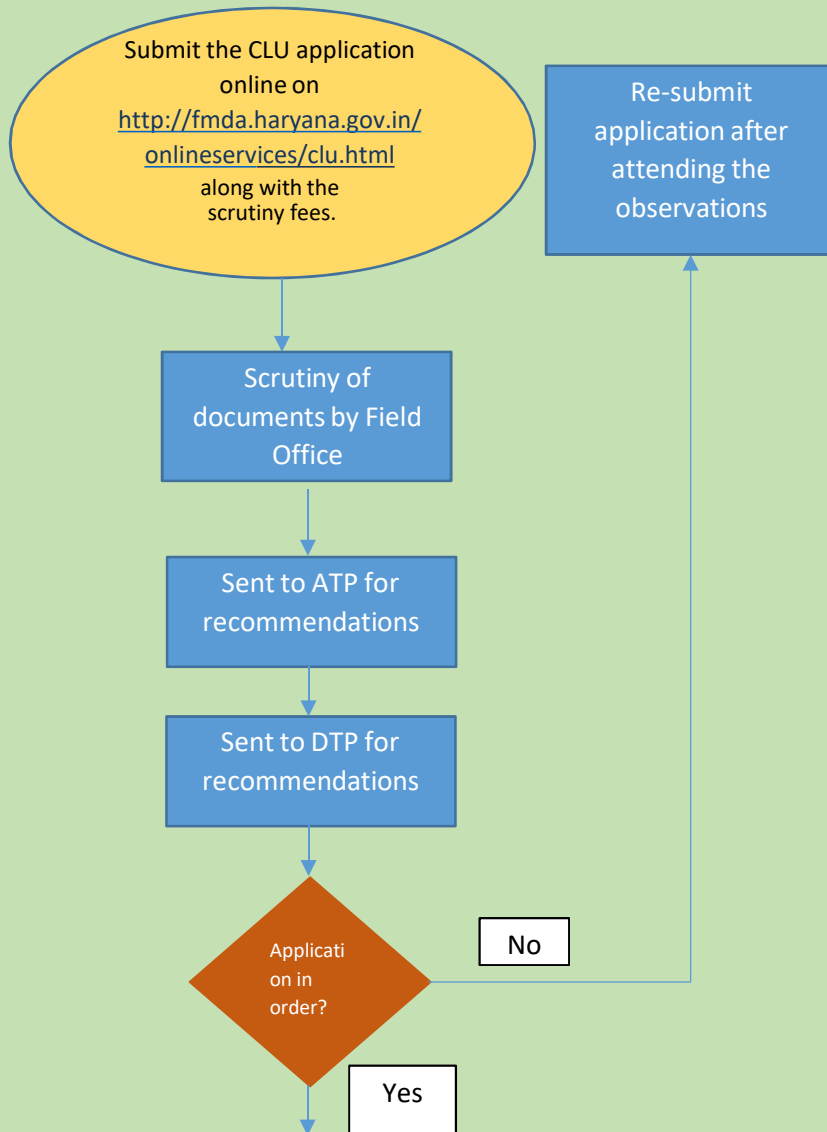 Submit the CLU application
online on
http://fmda.haryana.gov.in/
onlineservices/clu.html
along with the
scrutiny fees.
Re-submit
application after
attending the
observations
Scrutiny of
documents by Field
Office
Sent to ATP for
recommendations
Sent to DTP for
recommendations
Applicati
on in
order?
No
Yes